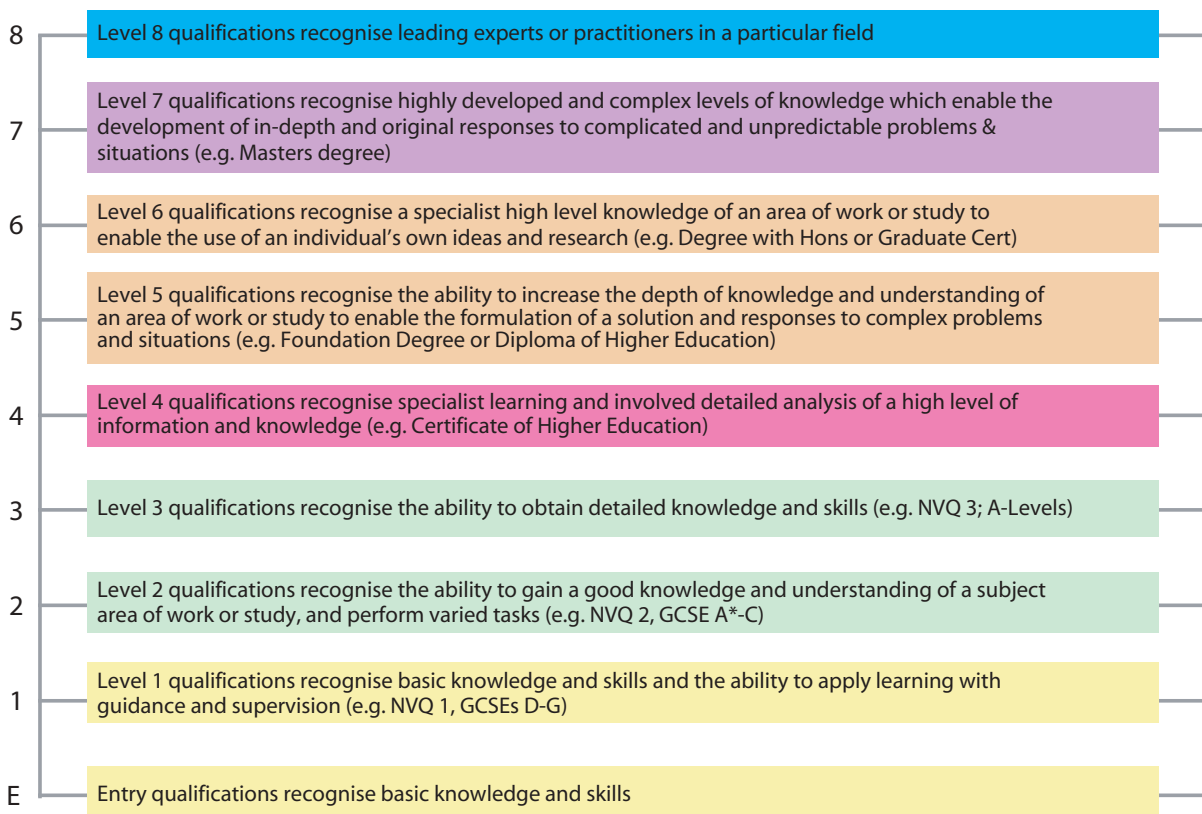 8
Level 8 qualifications recognise leading experts or practitioners in a particular field
7
Level 7 qualifications recognise highly developed and complex levels of knowledge which enable the
development of in-depth and original responses to complicated and unpredictable problems &
situations (e.g. Masters degree)
6
Level 6 qualifications recognise a specialist high level knowledge of an area of work or study to
enable the use of an individual’s own ideas and research (e.g. Degree with Hons or Graduate Cert)
5
Level 5 qualifications recognise the ability to increase the depth of knowledge and understanding of
an area of work or study to enable the formulation of a solution and responses to complex problems
and situations (e.g. Foundation Degree or Diploma of Higher Education)
4
Level 4 qualifications recognise specialist learning and involved detailed analysis of a high level of
information and knowledge (e.g. Certificate of Higher Education)
3
Level 3 qualifications recognise the ability to obtain detailed knowledge and skills (e.g. NVQ 3; A-Levels)
2
Level 2 qualifications recognise the ability to gain a good knowledge and understanding of a subject
area of work or study, and perform varied tasks (e.g. NVQ 2, GCSE A*-C)
1
Level 1 qualifications recognise basic knowledge and skills and the ability to apply learning with
guidance and supervision (e.g. NVQ 1, GCSEs D-G)
E
Entry qualifications recognise basic knowledge and skills